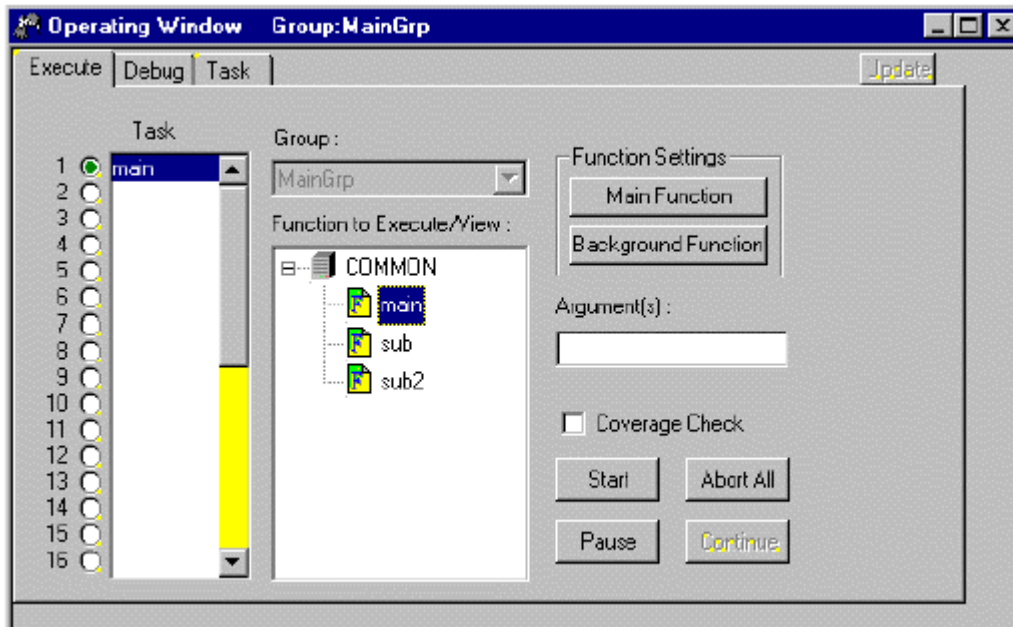 Operating Window Group:MainGrp
Execute Debug Task Update
Task
1 main
2
3
4
5
6
7
8
9
10
11
12
13
14
15
16
Group :
MainGrp
Function to Execute/View :
COMMON
F main
F sub
F sub2
Function Settings
Main Function
Background Function
Argument(s) :
Coverage Check
Start Abort All
Pause Continue